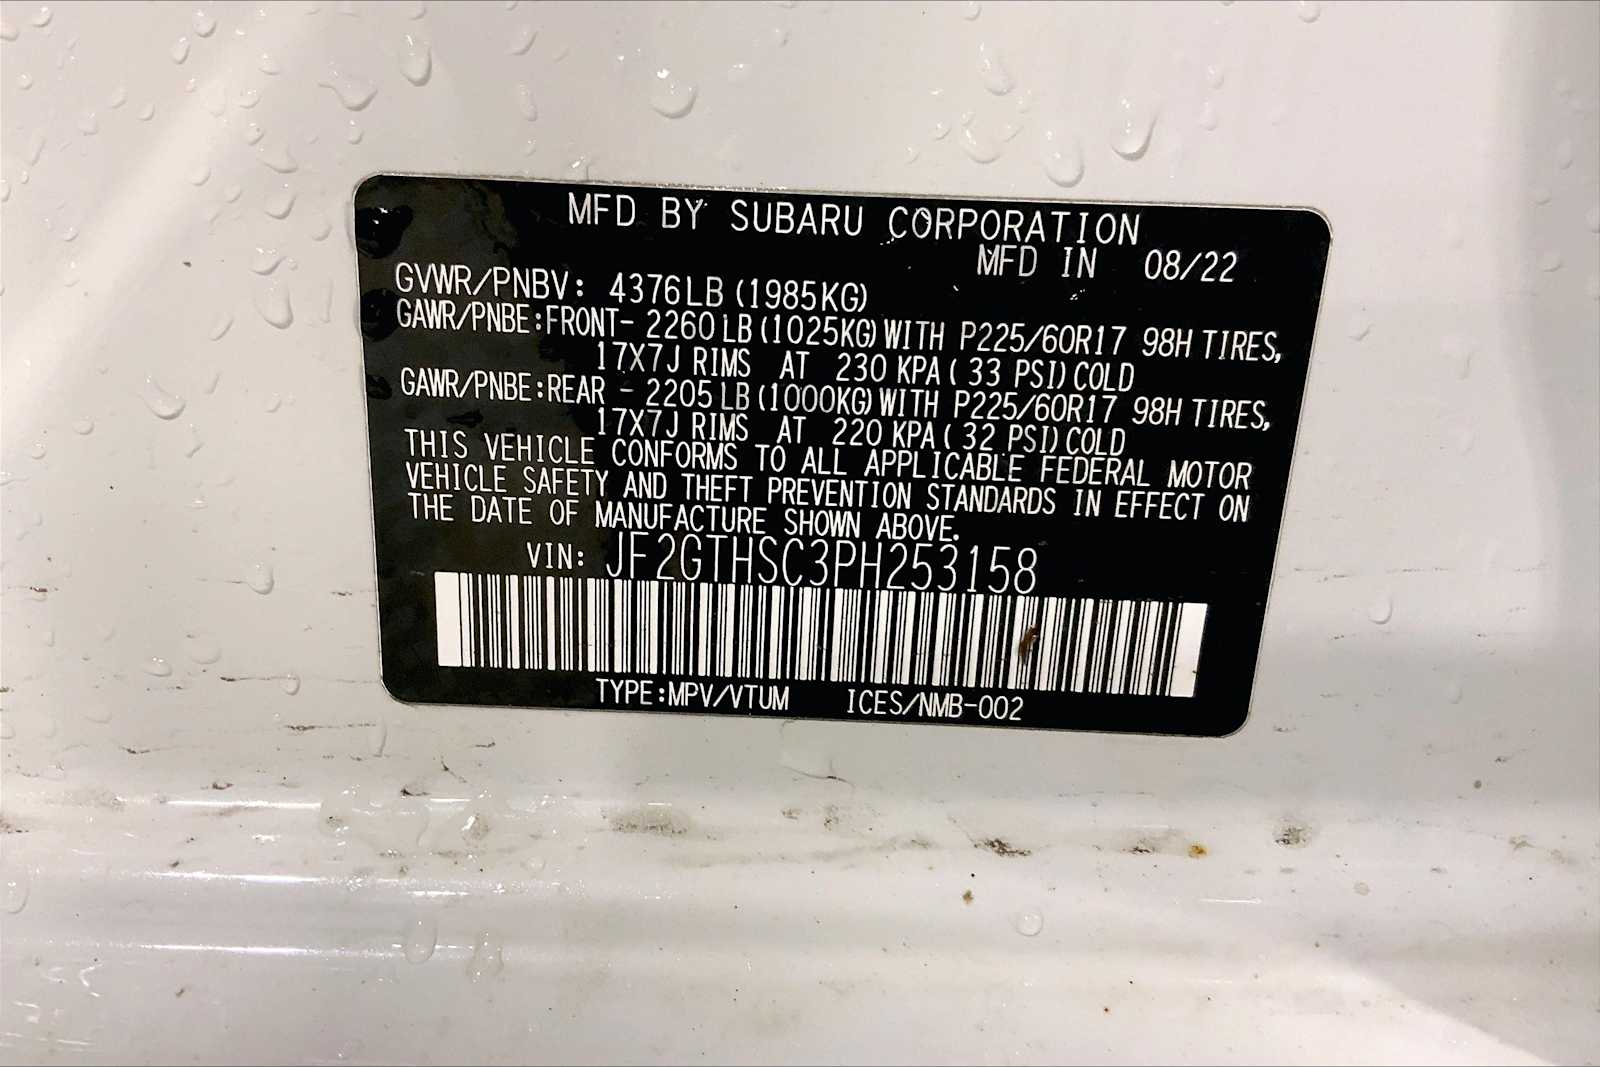 MFD BY SUBARU CORPORATION
MFD IN 08/22
GVWR/PNBV: 4376LB (1985KG)
GAWR/PNBE:FRONT- 2260 LB (1025KG) WITH P225/60R17 98H TIRES,
17X7J RIMS AT 230 KPA ( 33 PSI) COLD
GAWR/PNBE:REAR - 2205 LB (1000KG) WITH P225/60R17 98H TIRES,
17X7J RIMS AT 220 KPA ( 32 PSI) COLD
THIS VEHICLE CONFORMS TO ALL APPLICABLE FEDERAL MOTOR
VEHICLE SAFETY AND THEFT PREVENTION STANDARDS IN EFFECT ON
THE DATE OF MANUFACTURE SHOWN ABOVE.
VIN: JF2GTHSC3PH253158
TYPE:MPV/VTUM ICES/NMB-002